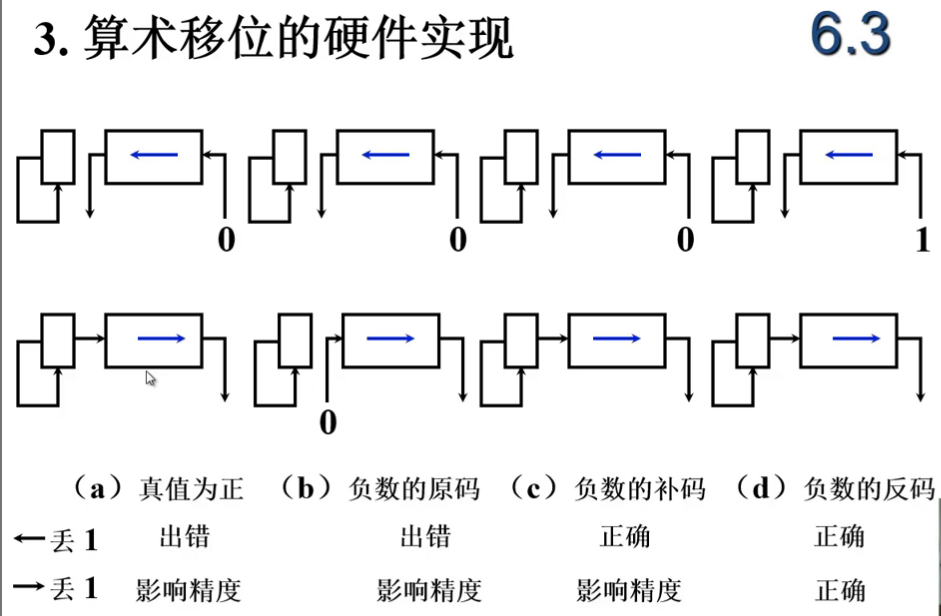 3. 算术移位的硬件实现 6.3
0 0 0 1
0
（a）真值为正 （b）负数的原码 （c）负数的补码 （d）负数的反码
←丢 1 出错 出错 正确 正确
→丢 1 影响精度 影响精度 影响精度 正确